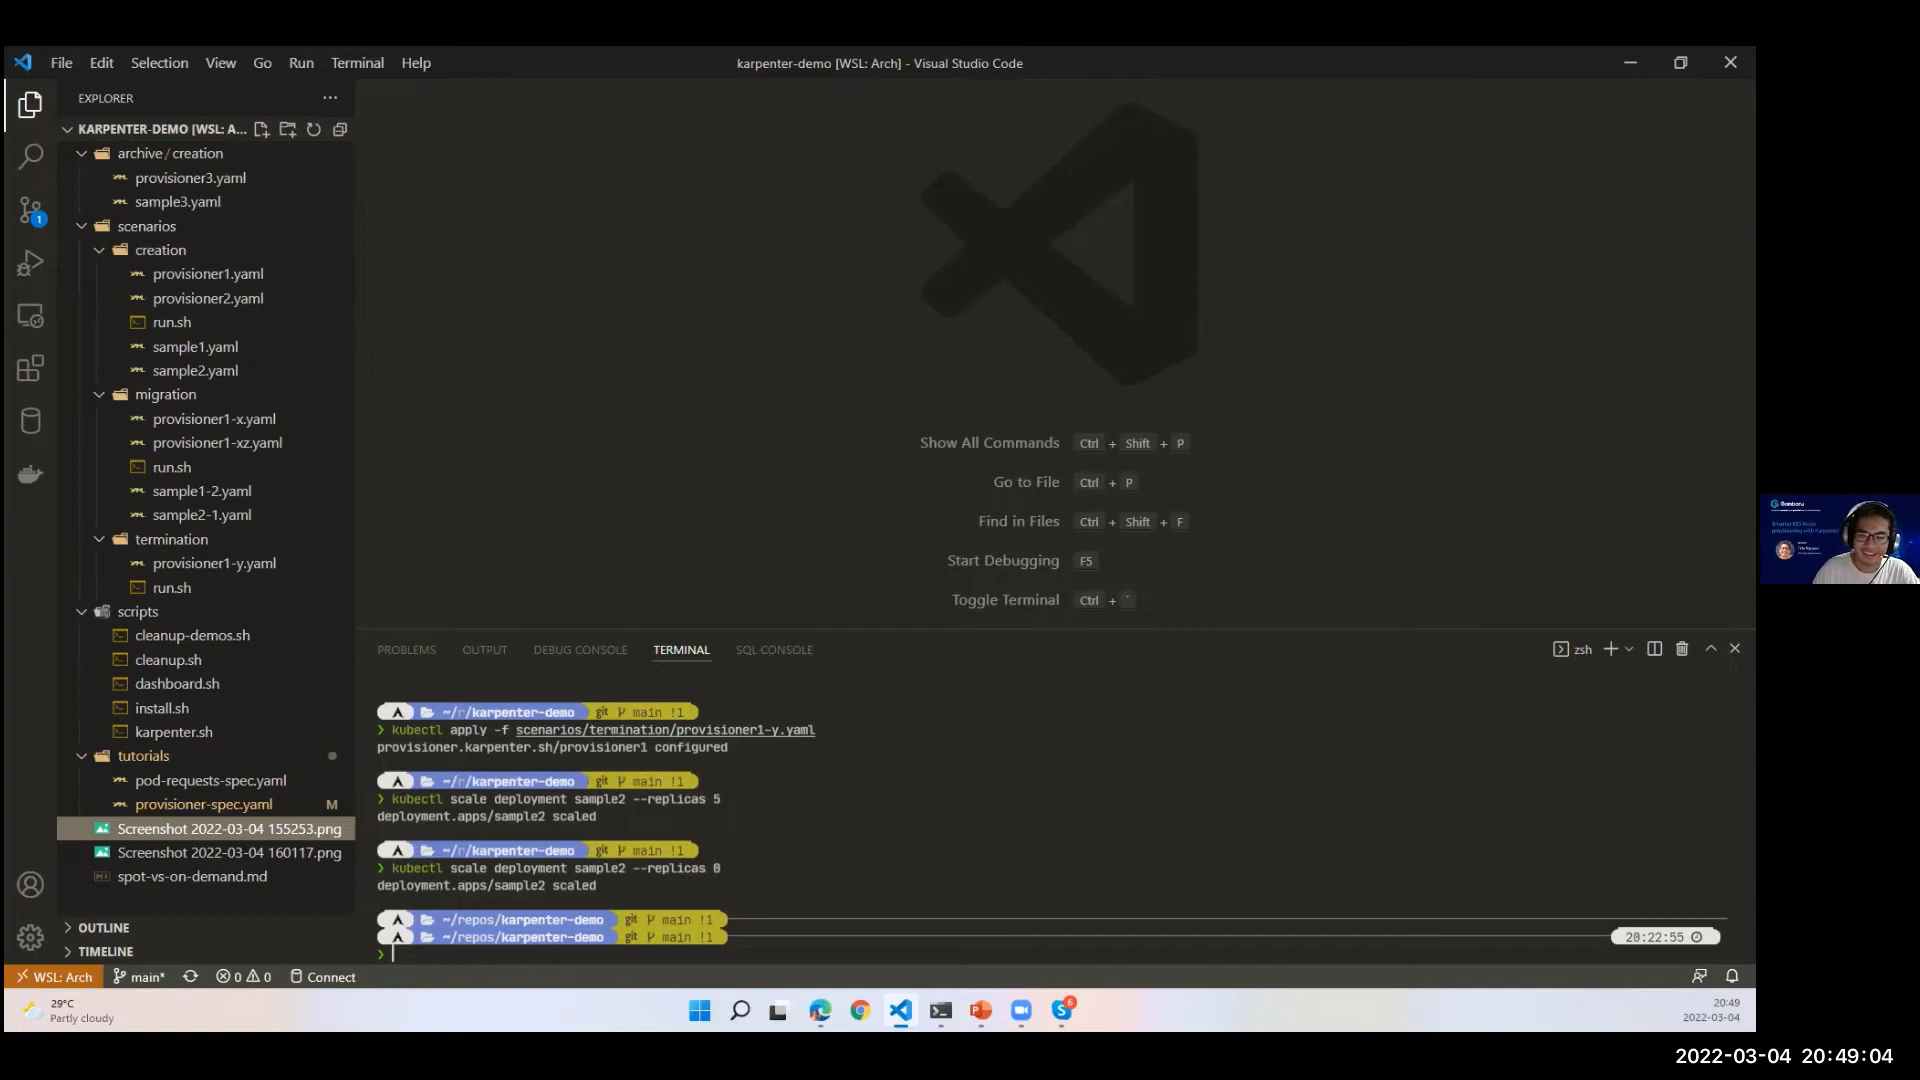 File Edit Selection View Go Run Terminal Help
karpenter-demo [WSL: Arch] - Visual Studio Code
EXPLORER
KARPENTER-DEMO [WSL: A...
archive/creation
provisioner3.yaml
sample3.yaml
scenarios
creation
provisioner1.yaml
provisioner2.yaml
run.sh
sample1.yaml
sample2.yaml
migration
provisioner1-x.yaml
provisioner1-xz.yaml
run.sh
sample1-2.yaml
sample2-1.yaml
termination
provisioner1-y.yaml
run.sh
scripts
cleanup-demos.sh
cleanup.sh
dashboard.sh
install.sh
karpenter.sh
tutorials
pod-requests-spec.yaml
provisioner-spec.yaml M
Screenshot 2022-03-04 155253.png
Screenshot 2022-03-04 160117.png
spot-vs-on-demand.md
OUTLINE
TIMELINE
1
Show All Commands Ctrl + Shift + P
Go to File Ctrl + P
Find in Files Ctrl + Shift + F
Start Debugging F5
Toggle Terminal Ctrl + `
PROBLEMS OUTPUT DEBUG CONSOLE TERMINAL SQL CONSOLE
zsh
~/r/karpenter-demo git main !1
❯ kubectl apply -f scenarios/termination/provisioner1-y.yaml
provisioner.karpenter.sh/provisioner1 configured
~/r/karpenter-demo git main !1
❯ kubectl scale deployment sample2 --replicas 5
deployment.apps/sample2 scaled
~/r/karpenter-demo git main !1
❯ kubectl scale deployment sample2 --replicas 0
deployment.apps/sample2 scaled
~/repos/karpenter-demo git main !1
~/repos/karpenter-demo git main !1
20:22:55
❯
WSL: Arch main* 0 0 Connect
29°C
Partly cloudy
6
20:49
2022-03-04
Smarter K8S Node
provisioning with Karpenter
2022-03-04 20:49:04